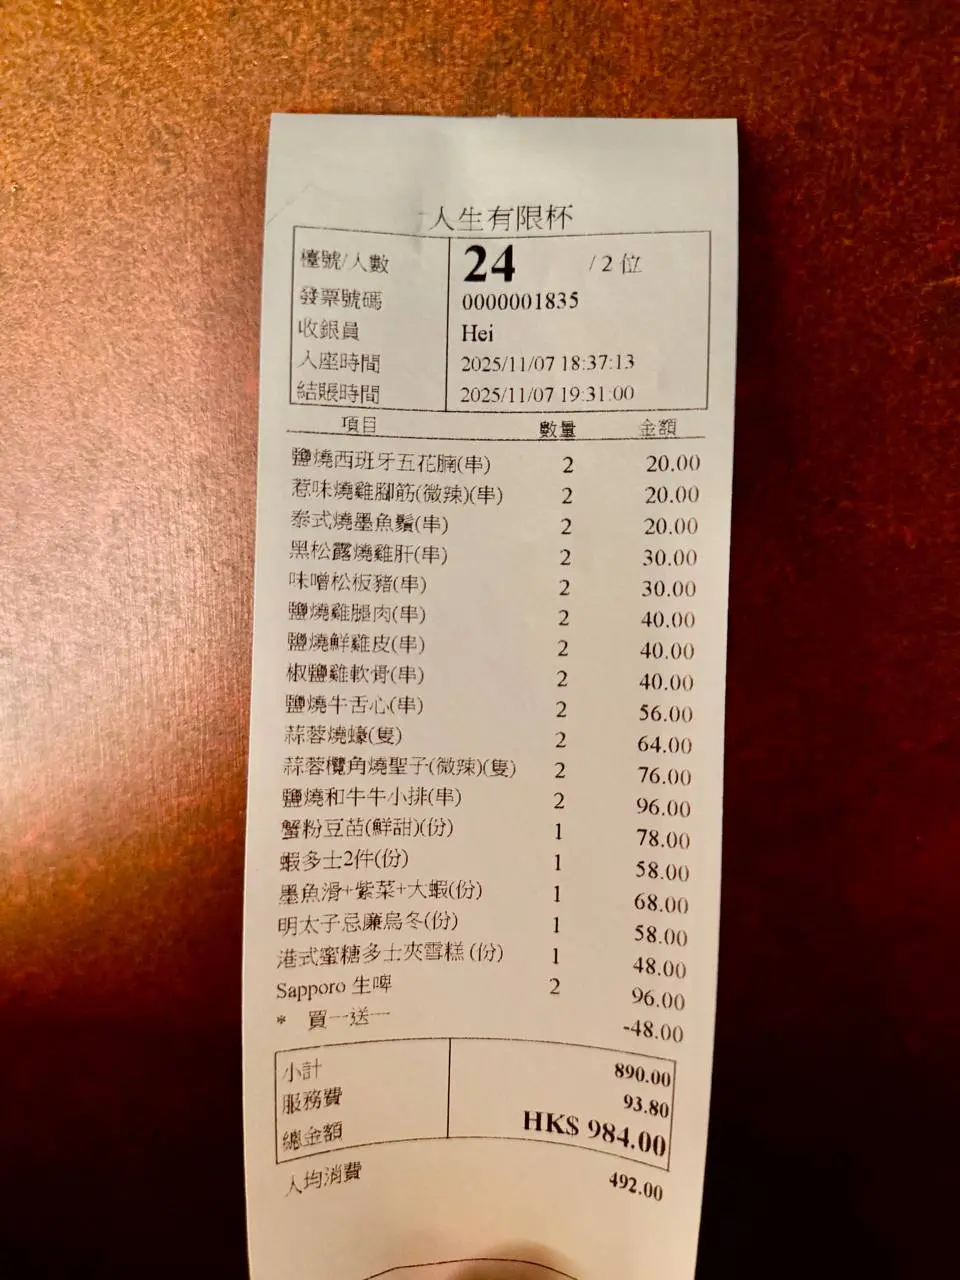 人生有限杯
檯號/人數 24 / 2 位
發票號碼 0000001835
收銀員 Hei
入座時間 2025/11/07 18:37:13
結賬時間 2025/11/07 19:31:00
項目 數量 金額
鹽燒西班牙五花腩(串) 2 20.00
惹味燒雞腳筋(微辣)(串) 2 20.00
泰式燒墨魚鬚(串) 2 20.00
黑松露燒雞肝(串) 2 30.00
味噌松板豬(串) 2 30.00
鹽燒雞腿肉(串) 2 40.00
鹽燒鮮雞皮(串) 2 40.00
椒鹽雞軟骨(串) 2 40.00
鹽燒牛舌心(串) 2 56.00
蒜蓉燒蠔(隻) 2 64.00
蒜蓉欖角燒聖子(微辣)(隻) 2 76.00
鹽燒和牛牛小排(串) 2 96.00
蟹粉豆苗(鮮甜)(份) 1 78.00
蝦多士2件(份) 1 58.00
墨魚滑+紫菜+大蝦(份) 1 68.00
明太子忌廉烏冬(份) 1 58.00
港式蜜糖多士夾雪糕 (份) 1 48.00
Sapporo 生啤 2 96.00
* 買一送一 -48.00
小計 890.00
服務費 93.80
總金額 HK$ 984.00
人均消費 492.00